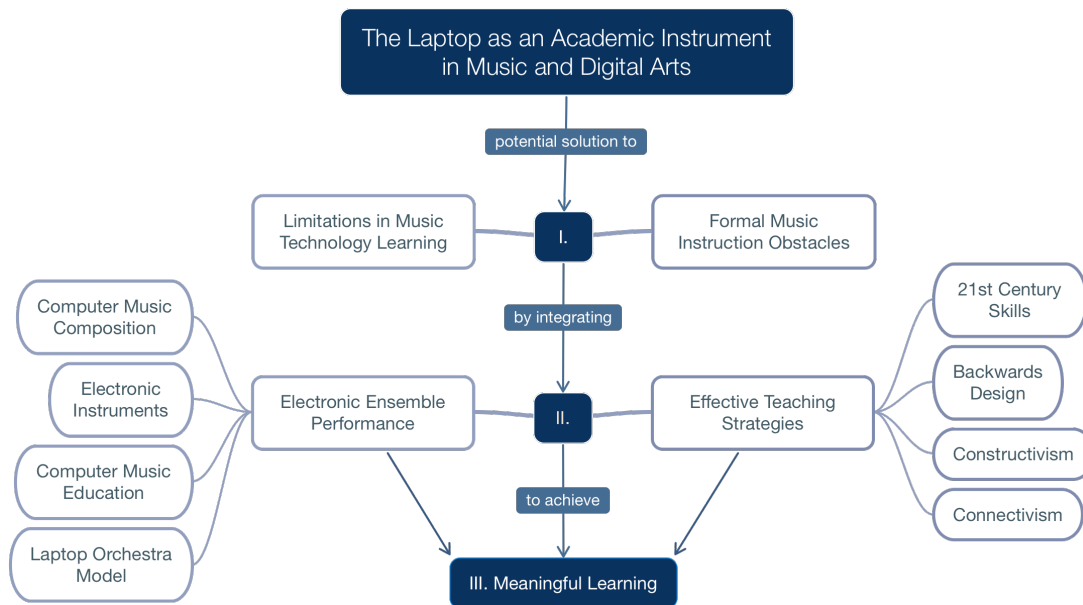 The Laptop as an Academic Instrument
in Music and Digital Arts
potential solution to
Limitations in Music
Technology Learning
I.
Formal Music
Instruction Obstacles
by integrating
Computer Music
Composition
Electronic
Instruments
Computer Music
Education
Laptop Orchestra
Model
Electronic Ensemble
Performance
II.
Effective Teaching
Strategies
21st Century
Skills
Backwards
Design
Constructivism
Connectivism
to achieve
III. Meaningful Learning